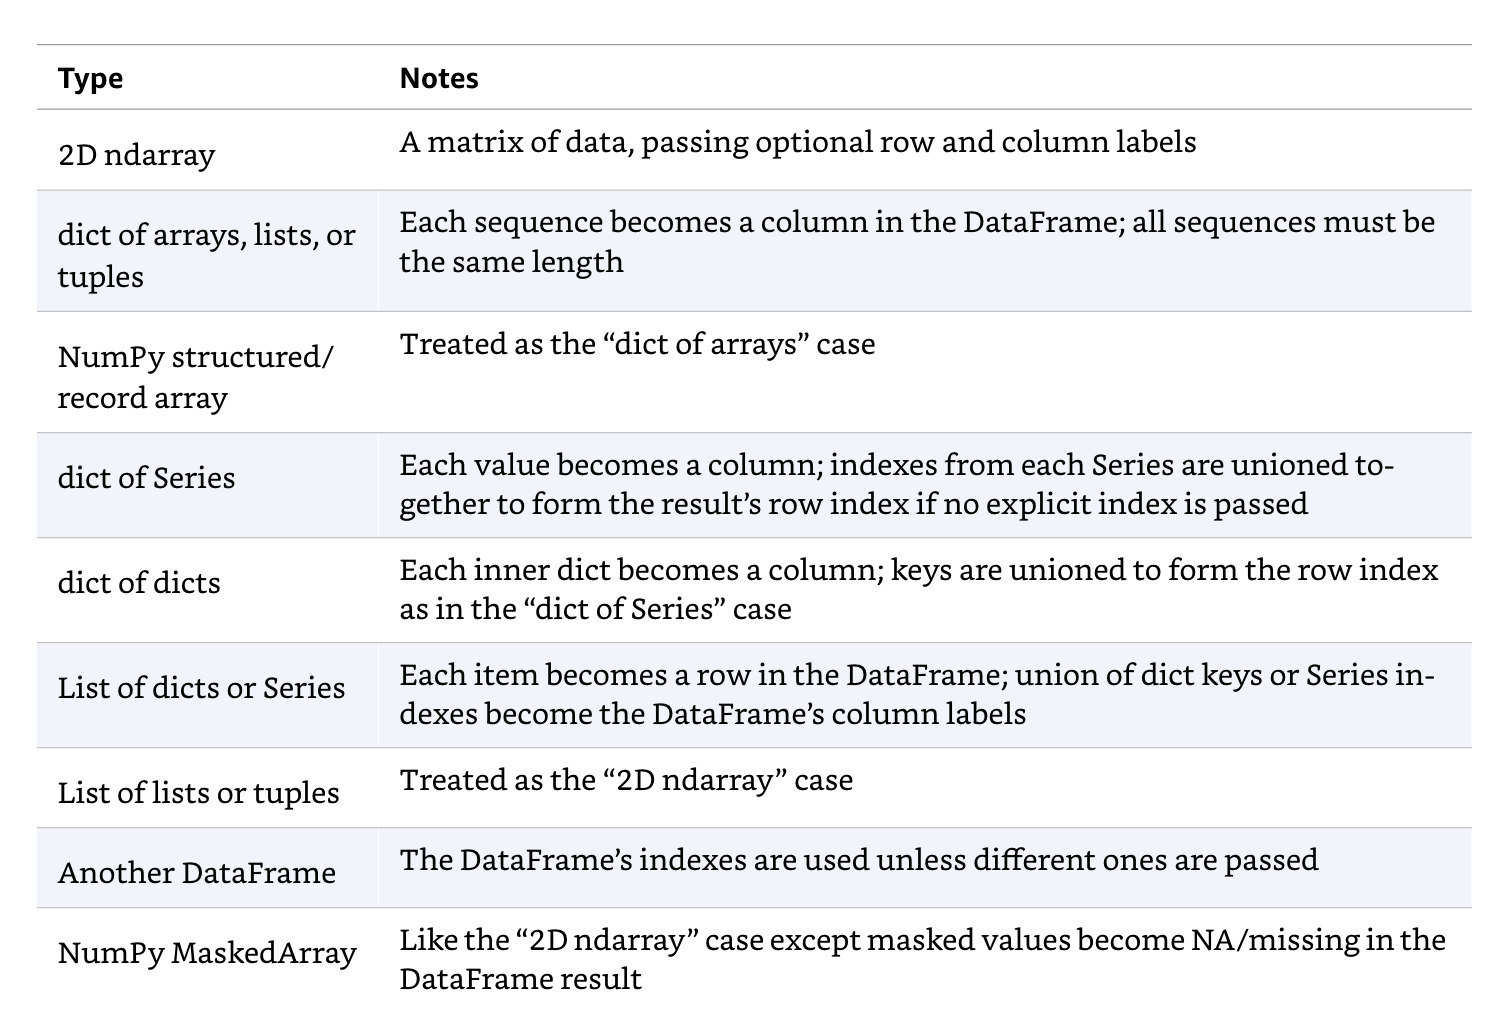 Type Notes
2D ndarray A matrix of data, passing optional row and column labels
dict of arrays, lists, or
tuples
Each sequence becomes a column in the DataFrame; all sequences must be
the same length
NumPy structured/
record array
Treated as the “dict of arrays” case
dict of Series
Each value becomes a column; indexes from each Series are unioned to-
gether to form the result’s row index if no explicit index is passed
dict of dicts
Each inner dict becomes a column; keys are unioned to form the row index
as in the “dict of Series” case
List of dicts or Series
Each item becomes a row in the DataFrame; union of dict keys or Series in-
dexes become the DataFrame’s column labels
List of lists or tuples Treated as the “2D ndarray” case
Another DataFrame The DataFrame’s indexes are used unless different ones are passed
NumPy MaskedArray
Like the “2D ndarray” case except masked values become NA/missing in the
DataFrame result